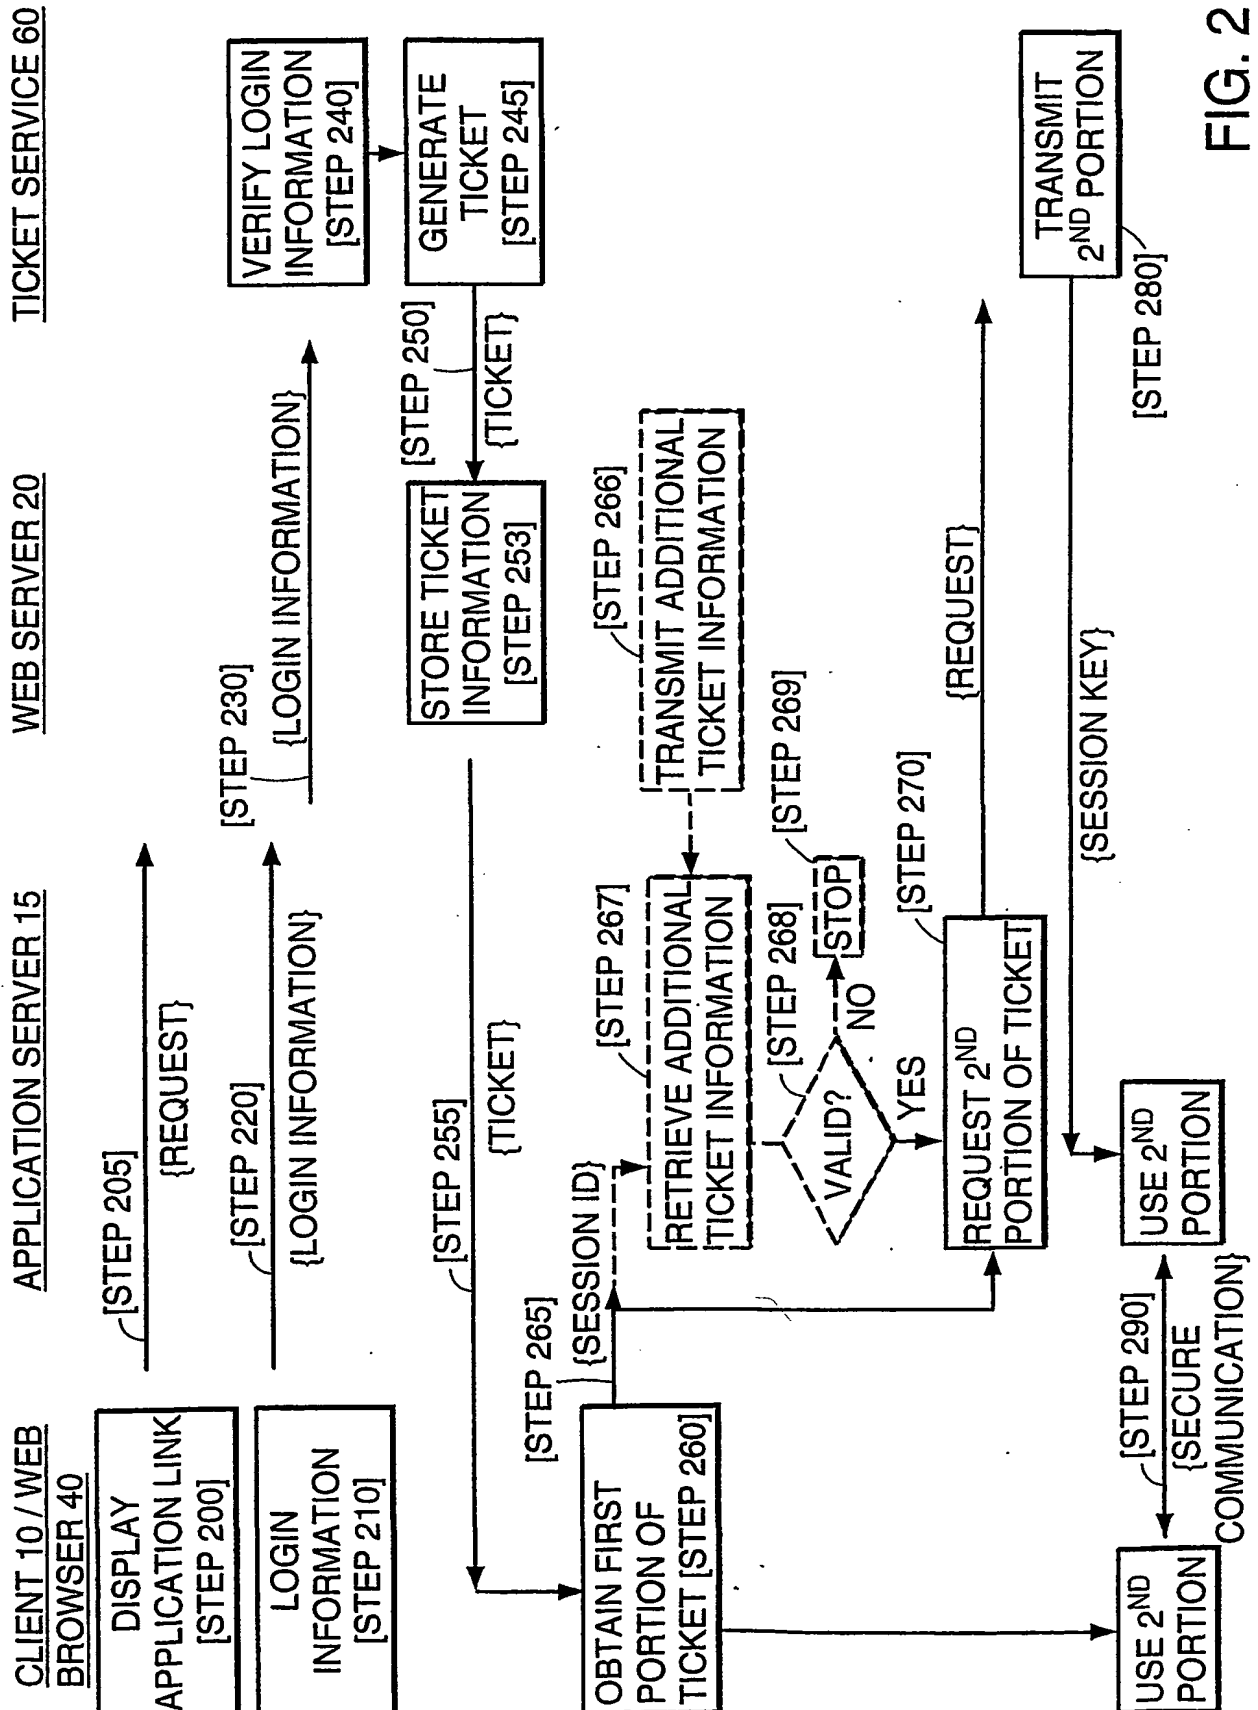 CLIENT 10 / WEB
BROWSER 40
APPLICATION SERVER 15
WEB SERVER 20
TICKET SERVICE 60
DISPLAY
APPLICATION LINK
[STEP 200]
[STEP 205]
{REQUEST}
LOGIN
INFORMATION
[STEP 210]
[STEP 220]
{LOGIN INFORMATION}
[STEP 230]
{LOGIN INFORMATION}
VERIFY LOGIN
INFORMATION
[STEP 240]
GENERATE
TICKET
[STEP 245]
[STEP 250]
{TICKET}
STORE TICKET
INFORMATION
[STEP 253]
[STEP 255]
{TICKET}
OBTAIN FIRST
PORTION OF
TICKET [STEP 260]
[STEP 265]
{SESSION ID}
[STEP 266]
TRANSMIT ADDITIONAL
TICKET INFORMATION
[STEP 267]
RETRIEVE ADDITIONAL
TICKET INFORMATION
[STEP 268]
VALID?
NO
[STEP 269]
STOP
YES
[STEP 270]
REQUEST 2ND
PORTION OF TICKET
{REQUEST}
TRANSMIT
2ND PORTION
[STEP 280]
{SESSION KEY}
USE 2ND
PORTION
[STEP 290]
{SECURE
COMMUNICATION}
USE 2ND
PORTION
FIG. 2